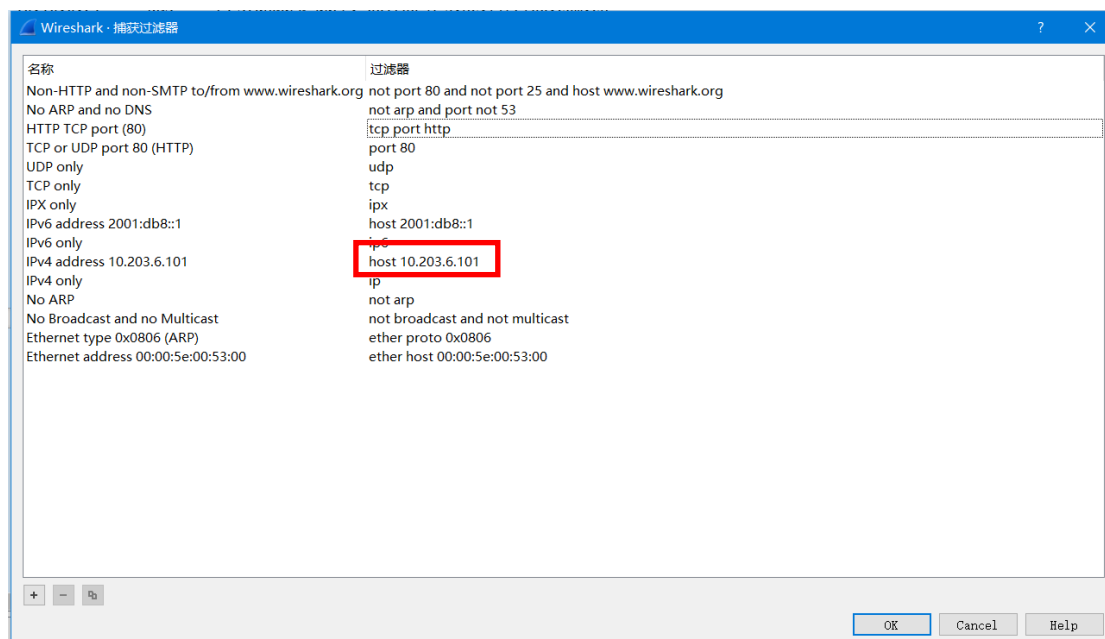 Wireshark · 捕获过滤器
名称 过滤器
Non-HTTP and non-SMTP to/from www.wireshark.org not port 80 and not port 25 and host www.wireshark.org
No ARP and no DNS not arp and port not 53
HTTP TCP port (80) tcp port http
TCP or UDP port 80 (HTTP) port 80
UDP only udp
TCP only tcp
IPX only ipx
IPv6 address 2001:db8::1 host 2001:db8::1
IPv6 only ip6
IPv4 address 10.203.6.101 host 10.203.6.101
IPv4 only ip
No ARP not arp
No Broadcast and no Multicast not broadcast and not multicast
Ethernet type 0x0806 (ARP) ether proto 0x0806
Ethernet address 00:00:5e:00:53:00 ether host 00:00:5e:00:53:00
OK Cancel Help